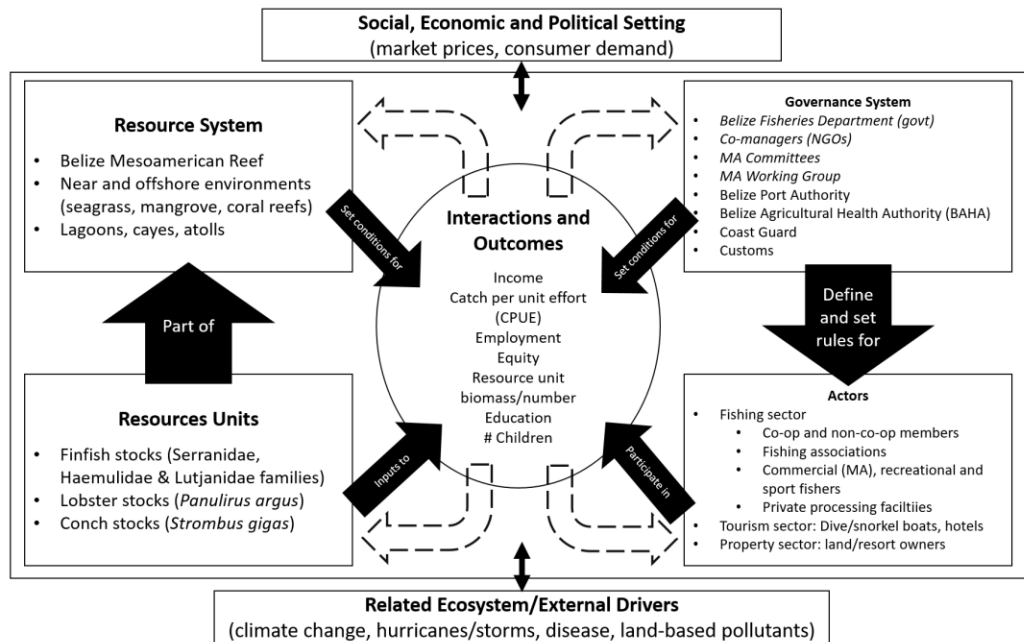 Social, Economic and Political Setting
(market prices, consumer demand)
Resource System
• Belize Mesoamerican Reef
• Near and offshore environments
(seagrass, mangrove, coral reefs)
• Lagoons, cayes, atolls
Governance System
• Belize Fisheries Department (govt)
• Co-managers (NGOs)
• MA Committees
• MA Working Group
• Belize Port Authority
• Belize Agricultural Health Authority (BAHA)
• Coast Guard
• Customs
Set conditions for
Set conditions for
Interactions and
Outcomes
Income
Catch per unit effort
(CPUE)
Employment
Equity
Resource unit
biomass/number
Education
# Children
Part of
Define
and set
rules for
Resources Units
• Finfish stocks (Serranidae,
Haemulidae & Lutjanidae families)
• Lobster stocks (Panulirus argus)
• Conch stocks (Strombus gigas)
Inputs to
Participate in
Actors
• Fishing sector
• Co-op and non-co-op members
• Fishing associations
• Commercial (MA), recreational and
sport fishers
• Private processing faciltiies
• Tourism sector: Dive/snorkel boats, hotels
• Property sector: land/resort owners
Related Ecosystem/External Drivers
(climate change, hurricanes/storms, disease, land-based pollutants)